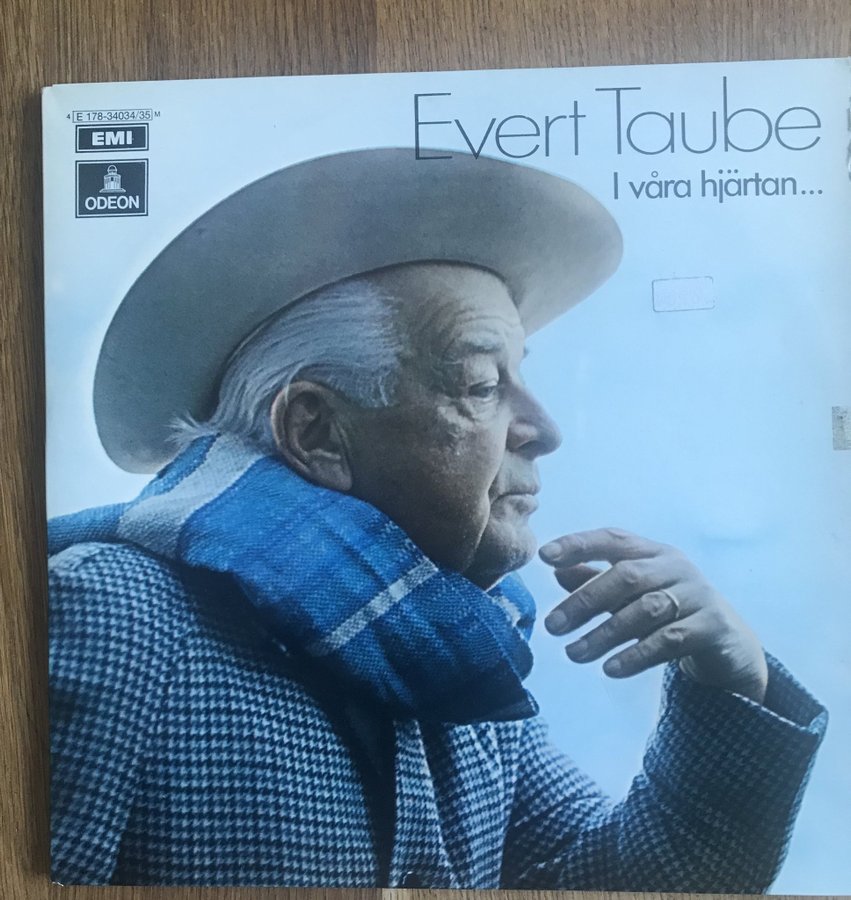 4 E 178-34034/35 M
EMI
ODEON
Evert Taube
I våra hjärtan...